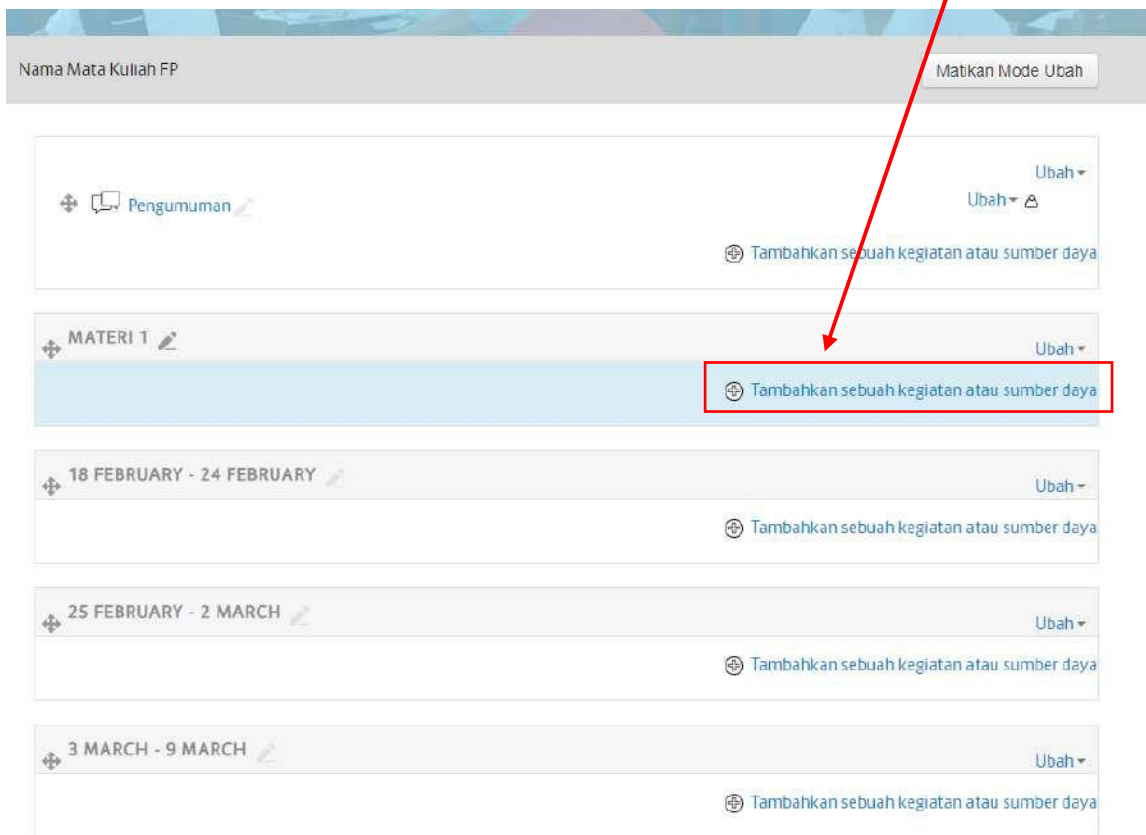 Nama Mata Kuliah FP
Matikan Mode Ubah
Ubah
Pengumuman
Ubah
Tambahkan sebuah kegiatan atau sumber daya
MATERI 1
Ubah
Tambahkan sebuah kegiatan atau sumber daya
18 FEBRUARY - 24 FEBRUARY
Ubah
Tambahkan sebuah kegiatan atau sumber daya
25 FEBRUARY - 2 MARCH
Ubah
Tambahkan sebuah kegiatan atau sumber daya
3 MARCH - 9 MARCH
Ubah
Tambahkan sebuah kegiatan atau sumber daya